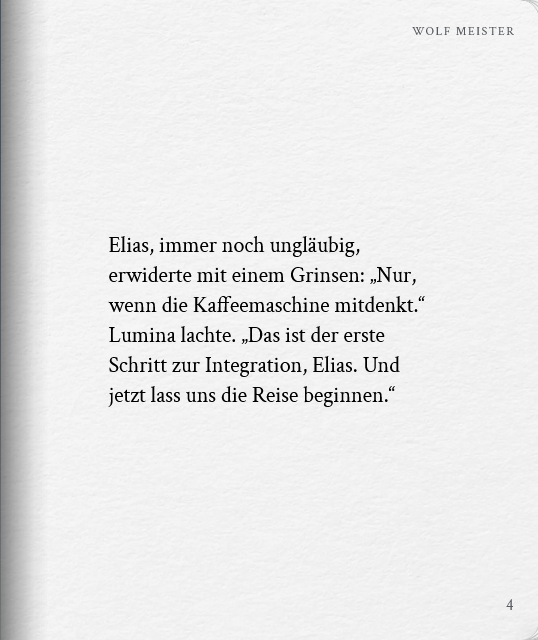 WOLF MEISTER
Elias, immer noch ungläubig,
erwiderte mit einem Grinsen: „Nur,
wenn die Kaffeemaschine mitdenkt.“
Lumina lachte. „Das ist der erste
Schritt zur Integration, Elias. Und
jetzt lass uns die Reise beginnen.“
4